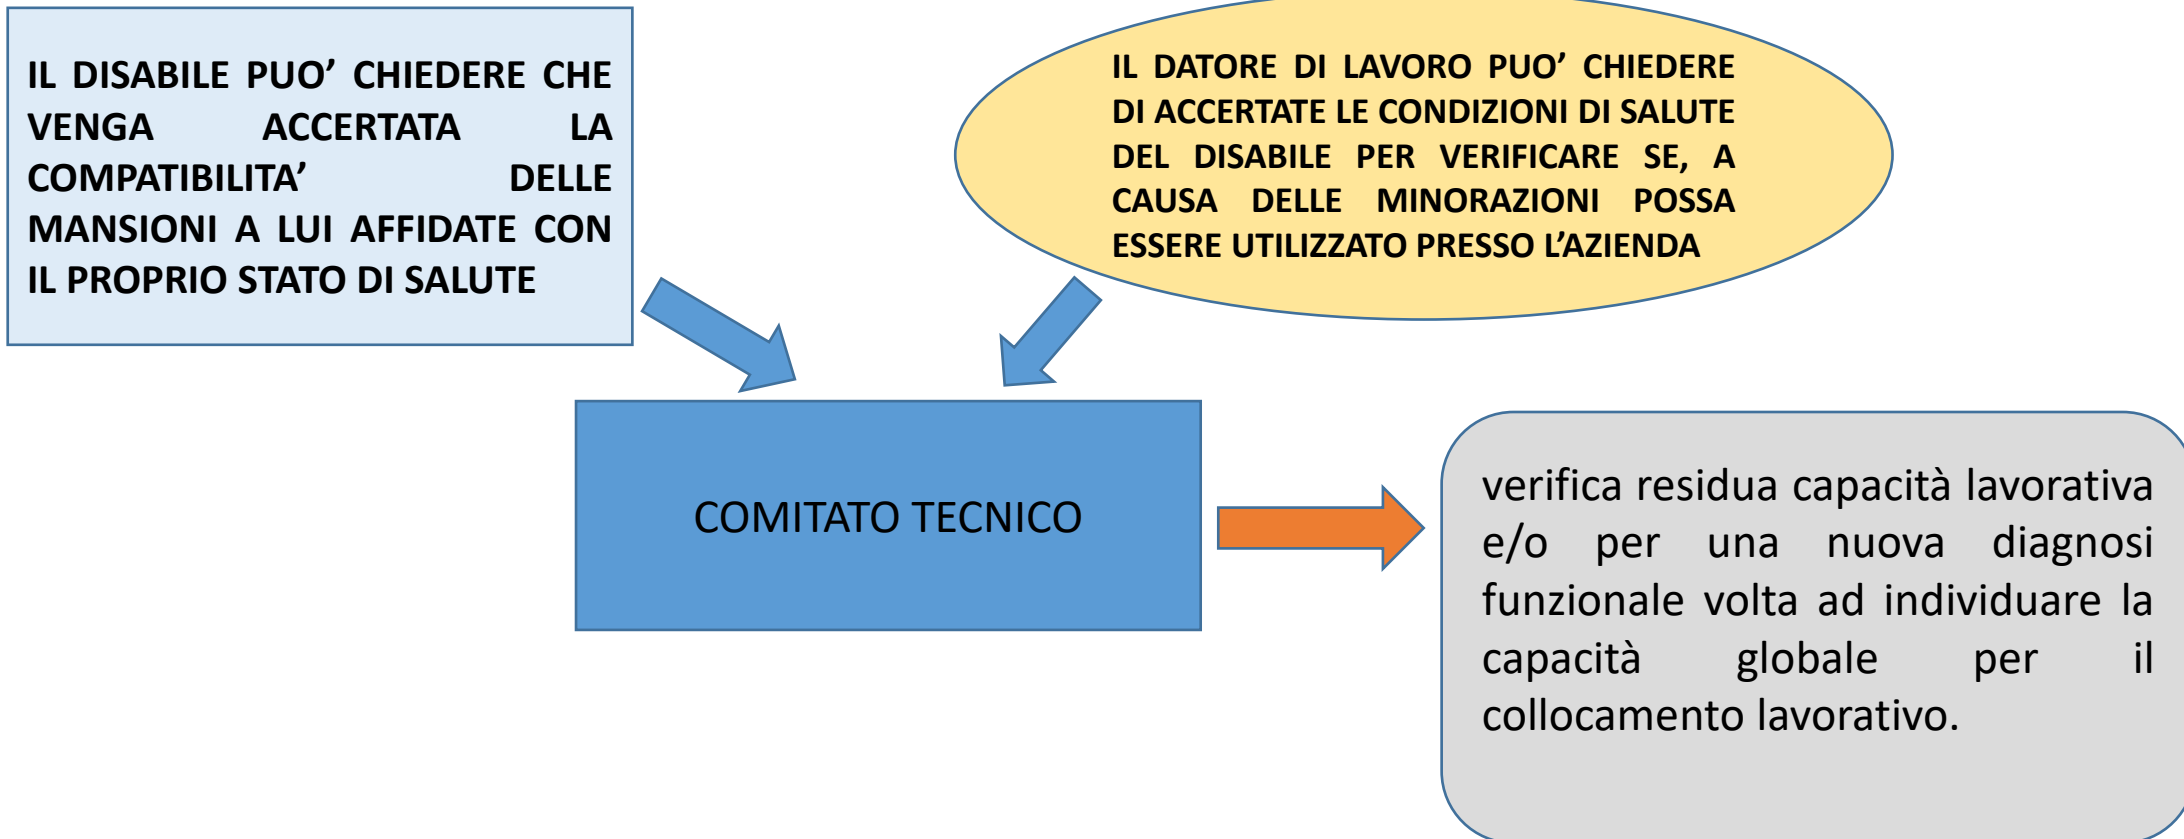 IL DISABILE PUO’ CHIEDERE CHE
VENGA ACCERTATA LA
COMPATIBILITA’ DELLE
MANSIONI A LUI AFFIDATE CON
IL PROPRIO STATO DI SALUTE
IL DATORE DI LAVORO PUO’ CHIEDERE
DI ACCERTATE LE CONDIZIONI DI SALUTE
DEL DISABILE PER VERIFICARE SE, A
CAUSA DELLE MINORAZIONI POSSA
ESSERE UTILIZZATO PRESSO L’AZIENDA
COMITATO TECNICO
verifica residua capacità lavorativa
e/o per una nuova diagnosi
funzionale volta ad individuare la
capacità globale per il
collocamento lavorativo.